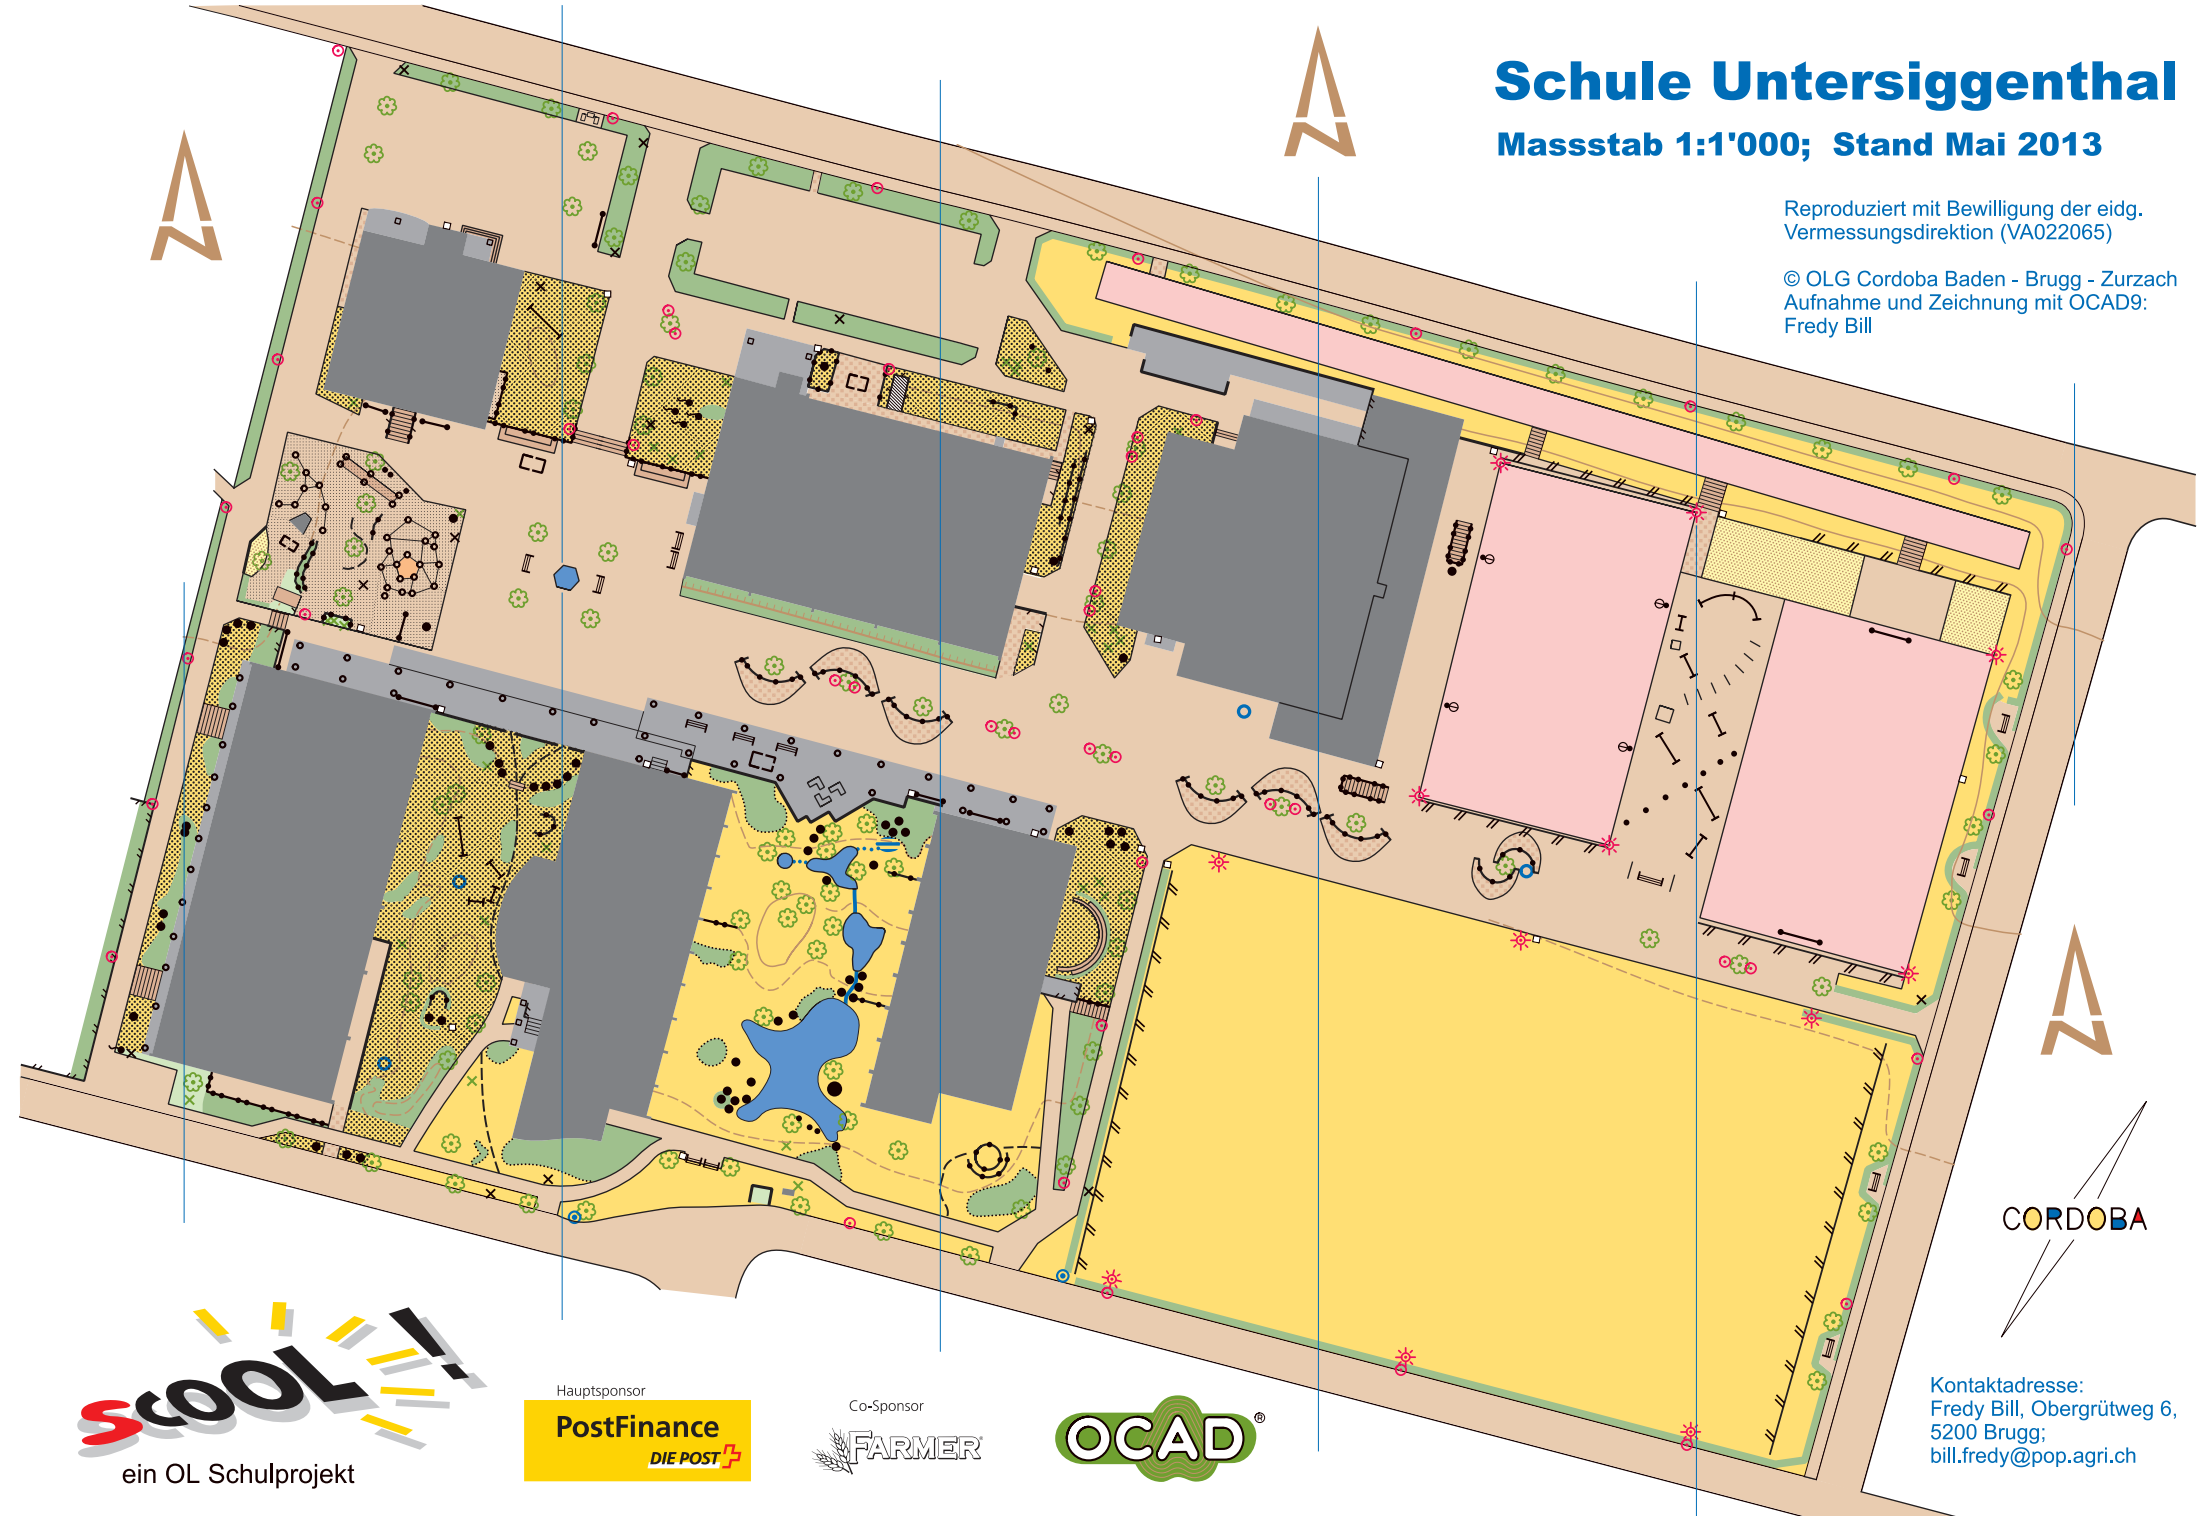 Schule Untersiggenthal
Massstab 1:1'000; Stand Mai 2013
Reproduziert mit Bewilligung der eidg.
Vermessungsdirektion (VA022065)
© OLG Cordoba Baden - Brugg - Zurzach
Aufnahme und Zeichnung mit OCAD9:
Fredy Bill
N
N
N
CORDOBA
Kontaktadresse:
Fredy Bill, Obergrütweg 6,
5200 Brugg;
bill.fredy@pop.agri.ch
sCOOL!
ein OL Schulprojekt
Hauptsponsor
PostFinance
DIE POST
Co-Sponsor
FARMER
OCAD®